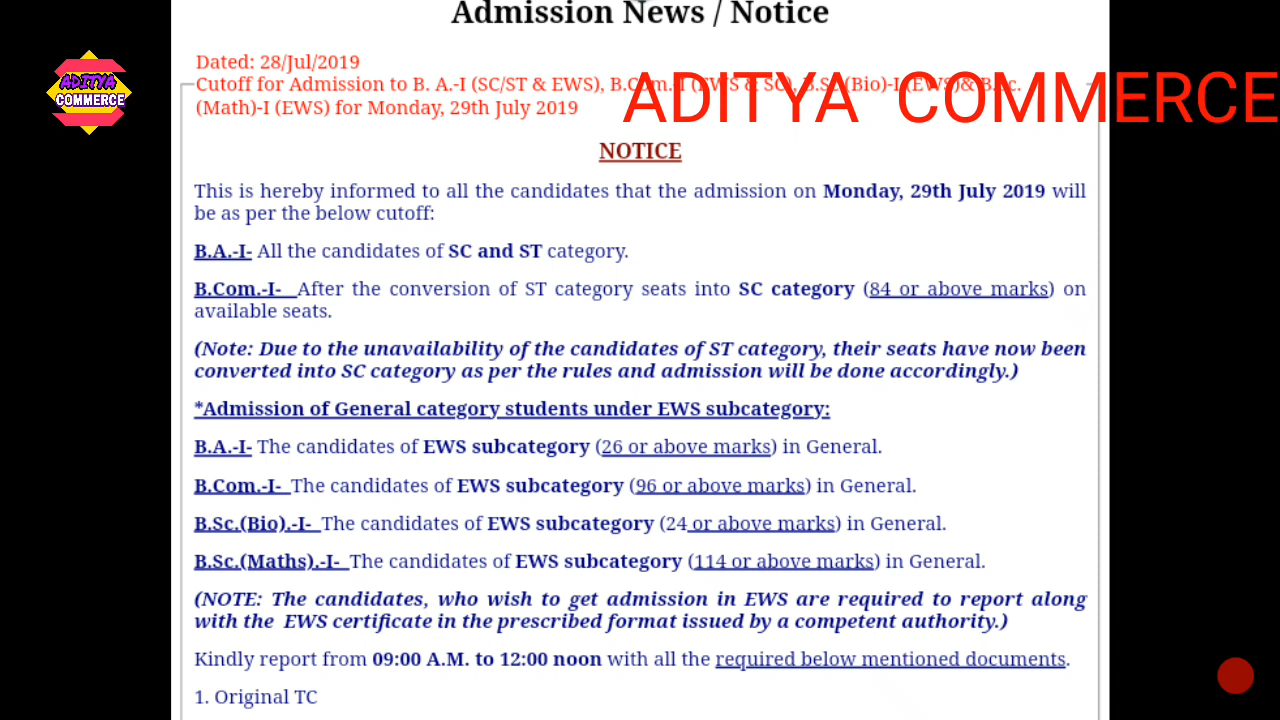 Admission News / Notice
Dated: 28/Jul/2019
Cutoff for Admission to B. A.-I (SC/ST & EWS), B.Com.-I (EWS & SC), B.Sc.(Bio)-I (EWS)& B.Sc.
(Math)-I (EWS) for Monday, 29th July 2019
ADITYA COMMERCE
ADITYA
COMMERCE
NOTICE
This is hereby informed to all the candidates that the admission on Monday, 29th July 2019 will
be as per the below cutoff:
B.A.-I- All the candidates of SC and ST category.
B.Com.-I- After the conversion of ST category seats into SC category (84 or above marks) on
available seats.
(Note: Due to the unavailability of the candidates of ST category, their seats have now been
converted into SC category as per the rules and admission will be done accordingly.)
*Admission of General category students under EWS subcategory:
B.A.-I- The candidates of EWS subcategory (26 or above marks) in General.
B.Com.-I- The candidates of EWS subcategory (96 or above marks) in General.
B.Sc.(Bio).-I- The candidates of EWS subcategory (24 or above marks) in General.
B.Sc.(Maths).-I- The candidates of EWS subcategory (114 or above marks) in General.
(NOTE: The candidates, who wish to get admission in EWS are required to report along
with the EWS certificate in the prescribed format issued by a competent authority.)
Kindly report from 09:00 A.M. to 12:00 noon with all the required below mentioned documents.
1. Original TC